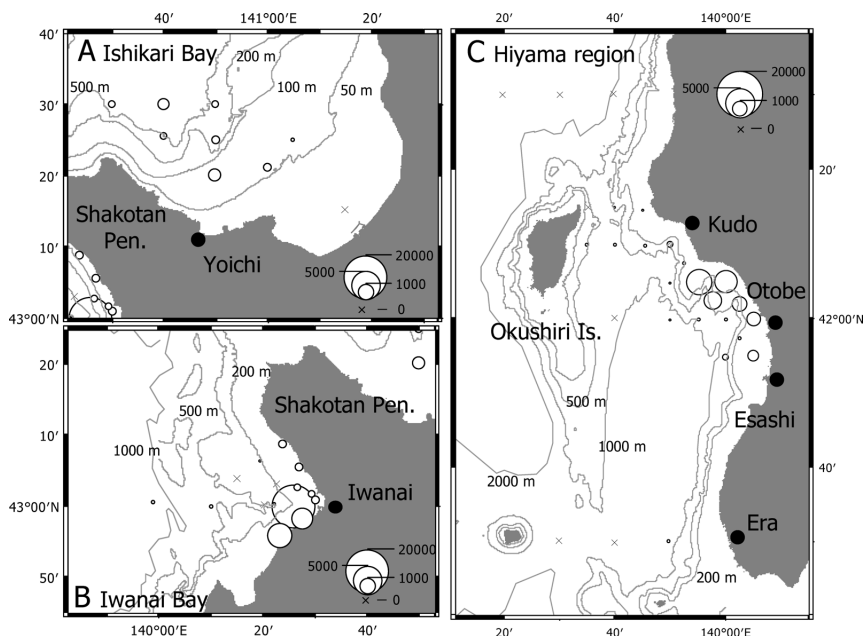 40′ 141°00′E 20′
40′
A Ishikari Bay
200 m
500 m
100 m
50 m
30′
20′
Shakotan
Pen.
10′
Yoichi
20000
5000
1000
0
43°00′N
20′
200 m
Shakotan Pen.
500 m
10′
1000 m
Iwanai
43°00′
20000
5000
1000
0
50′
B Iwanai Bay
140°00′E 20′ 40′
20′ 40′ 140°00′E
C Hiyama region
20000
5000
1000
0
20′
Kudo
Otobe
Okushiri Is.
42°00′
500 m
Esashi
1000 m
2000 m
40′
Era
200 m
20′ 40′ 140°00′E